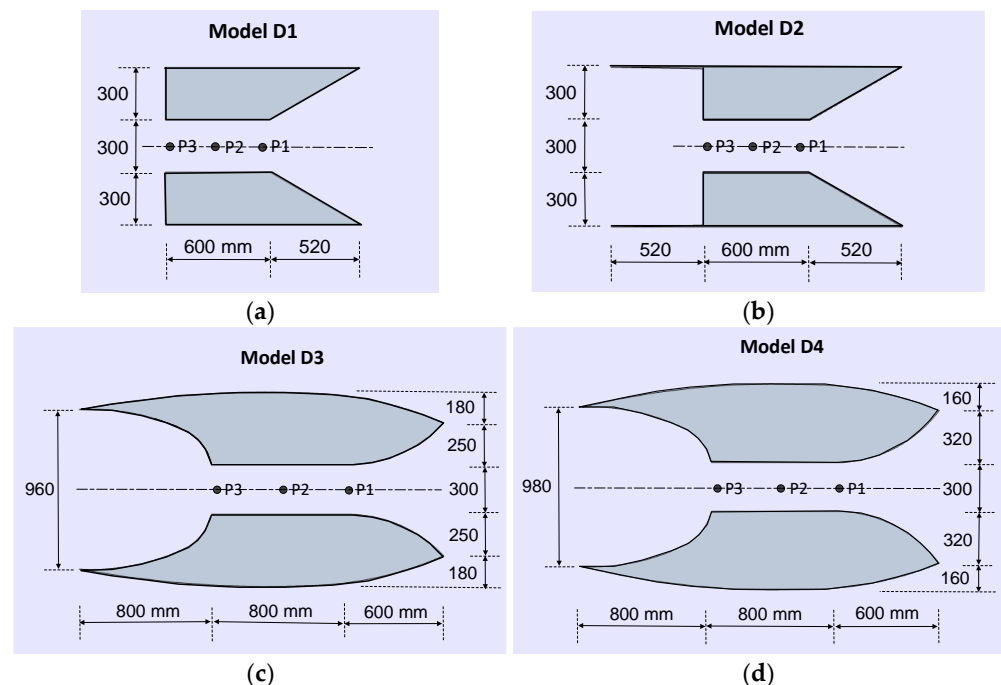 Model D1
300
300
300
P3 P2 P1
600 mm 520
(a)
Model D2
300
300
300
P3 P2 P1
520 600 mm 520
(b)
Model D3
180
250
960
300
P3 P2 P1
250
180
800 mm 800 mm 600 mm
(c)
Model D4
160
320
980
300
P3 P2 P1
320
160
800 mm 800 mm 600 mm
(d)